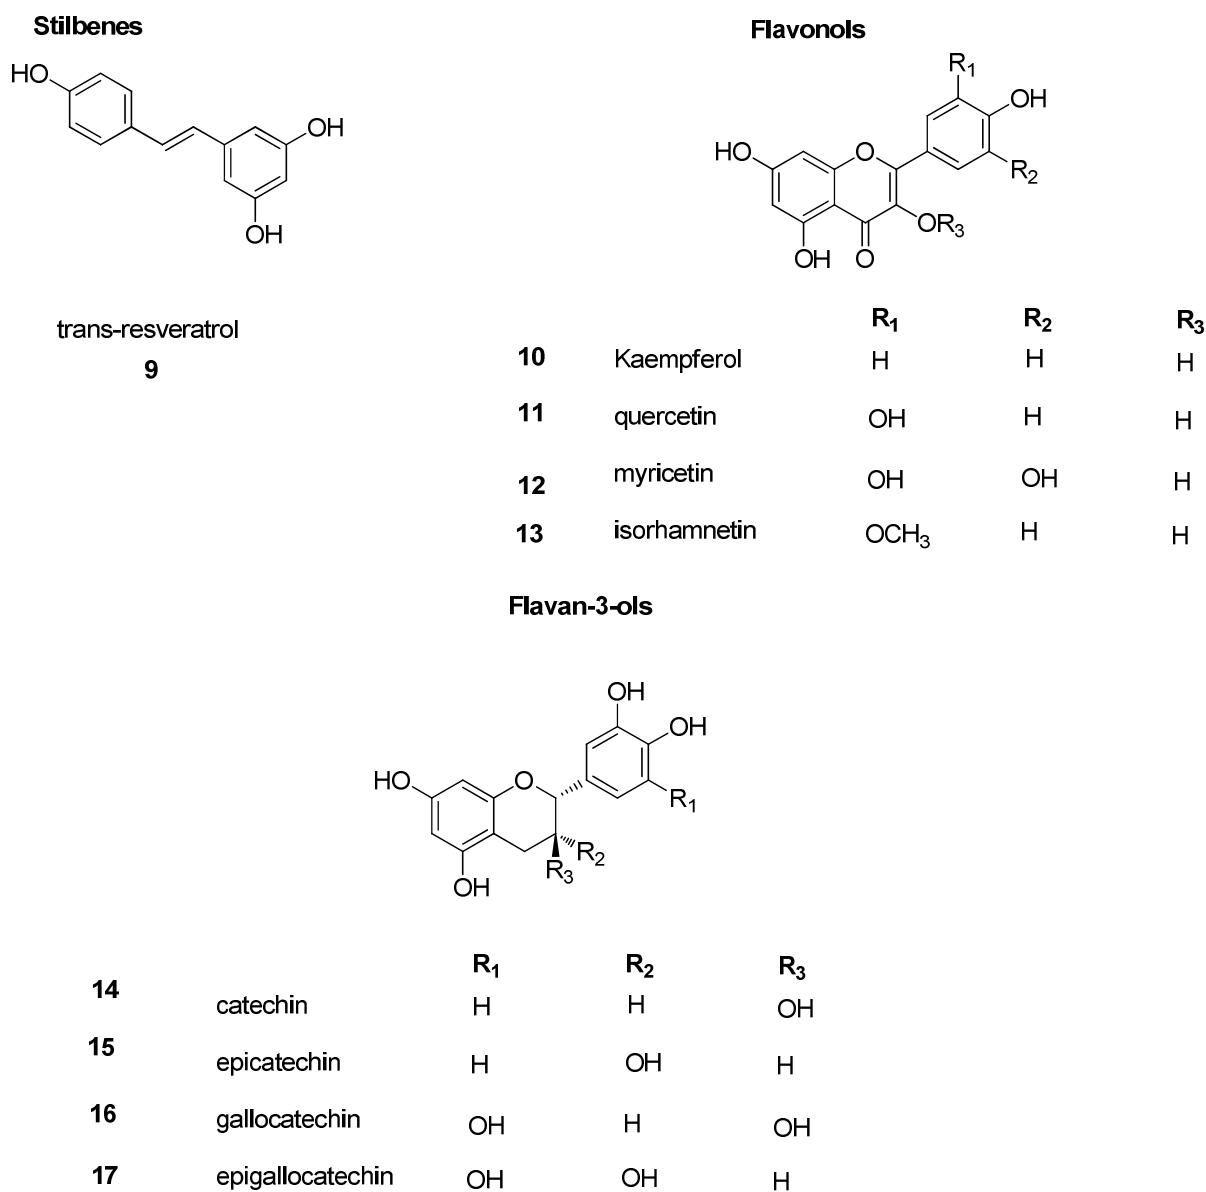 Stilbenes
HO
OH
OH
trans-resveratrol
9
Flavonols
R1
OH
HO
O
R2
OR3
OH O
R1 R2 R3
10 Kaempferol H H H
11 quercetin OH H H
12 myricetin OH OH H
13 isorhamnetin OCH3 H H
Flavan-3-ols
OH
OH
HO
O
R1
R2
R3
OH
R1 R2 R3
14 catechin H H OH
15 epicatechin H OH H
16 gallocatechin OH H OH
17 epigallocatechin OH OH H